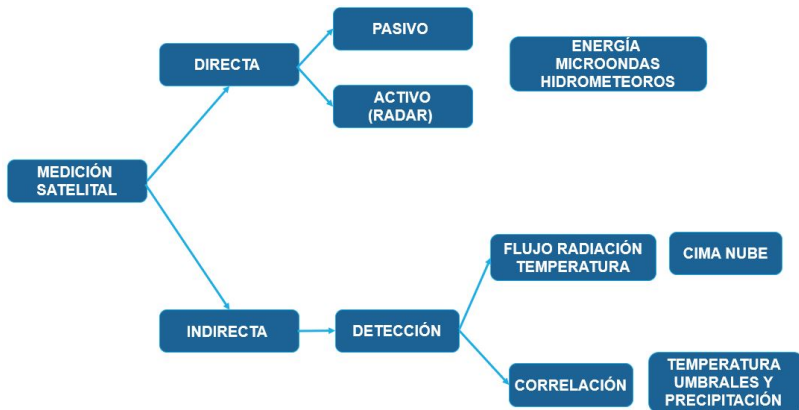 PASIVO
ENERGÍA
MICROONDAS
HIDROMETEOROS
DIRECTA
ACTIVO
(RADAR)
MEDICIÓN
SATELITAL
FLUJO RADIACIÓN
TEMPERATURA
CIMA NUBE
INDIRECTA
DETECCIÓN
CORRELACIÓN
TEMPERATURA
UMBRALES Y
PRECIPITACIÓN